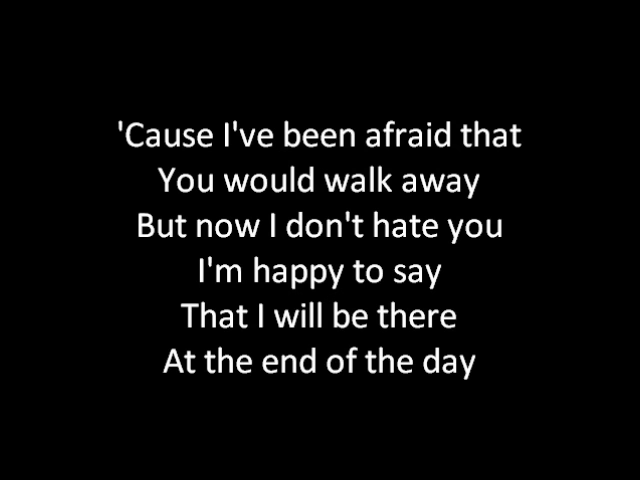 'Cause I've been afraid that
You would walk away
But now I don't hate you
I'm happy to say
That I will be there
At the end of the day